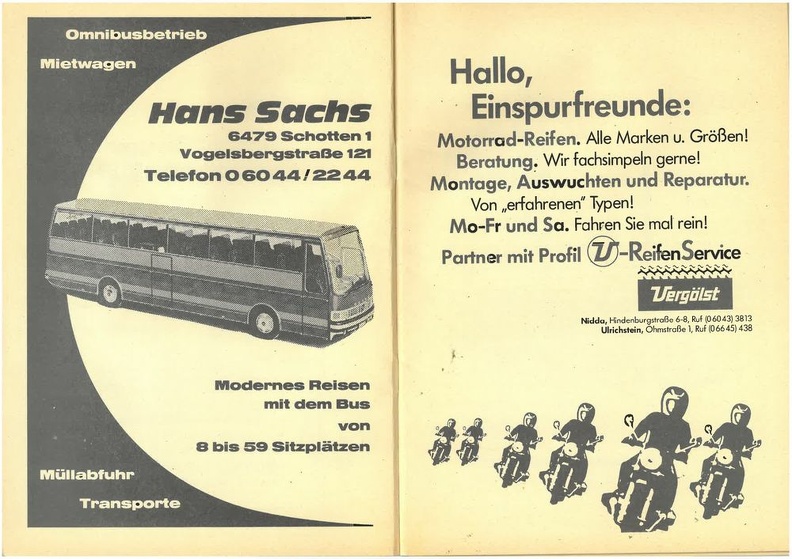 Omnibusbetrieb
Mietwagen
Hans Sachs
6479 Schotten 1
Vogelsbergstraße 121
Telefon 0 60 44 / 22 44
Modernes Reisen
mit dem Bus
von
8 bis 59 Sitzplätzen
Müllabfuhr
Transporte
Hallo,
Einspurfreunde:
Motorrad-Reifen. Alle Marken u. Größen!
Beratung. Wir fachsimpeln gerne!
Montage, Auswuchten und Reparatur.
Von „erfahrenen" Typen!
Mo-Fr und Sa. Fahren Sie mal rein!
Partner mit Profil V-ReifenService
Vergölst
Nidda, Hindenburgstraße 6-8, Ruf (0 60 43) 3813
Ulrichstein, Ohmstraße 1, Ruf (0 66 45) 438